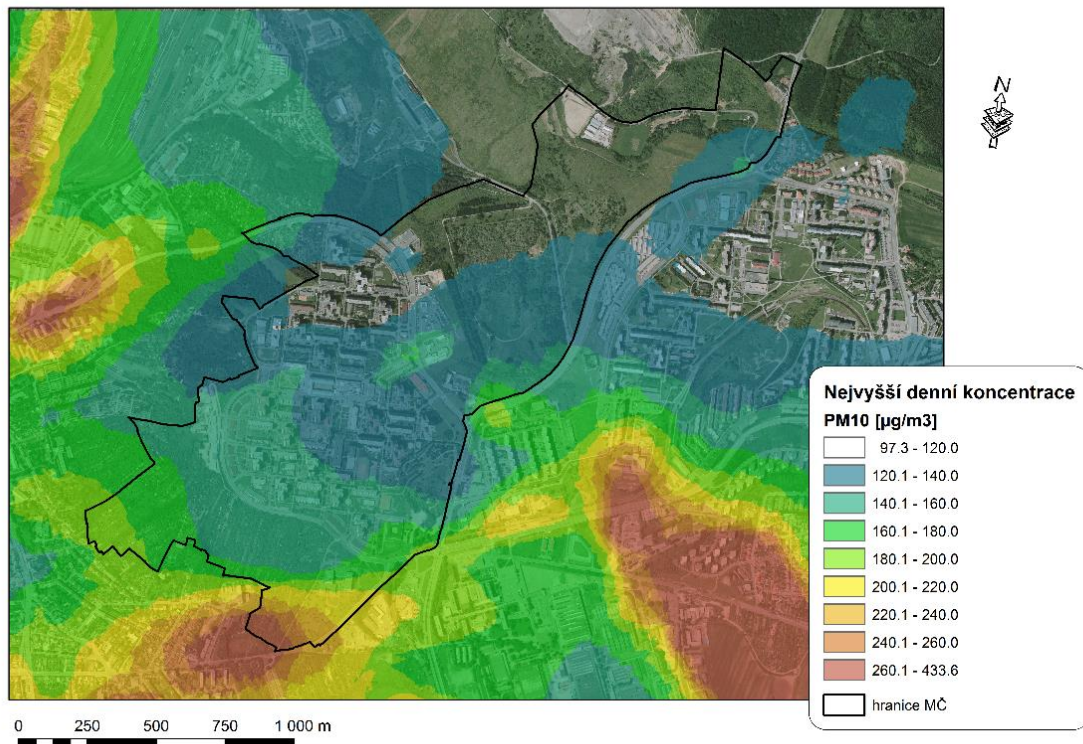 N
Nejvyšší denní koncentrace
PM10 [µg/m3]
97.3 - 120.0
120.1 - 140.0
140.1 - 160.0
160.1 - 180.0
180.1 - 200.0
200.1 - 220.0
220.1 - 240.0
240.1 - 260.0
260.1 - 433.6
hranice MČ
0 250 500 750 1 000 m